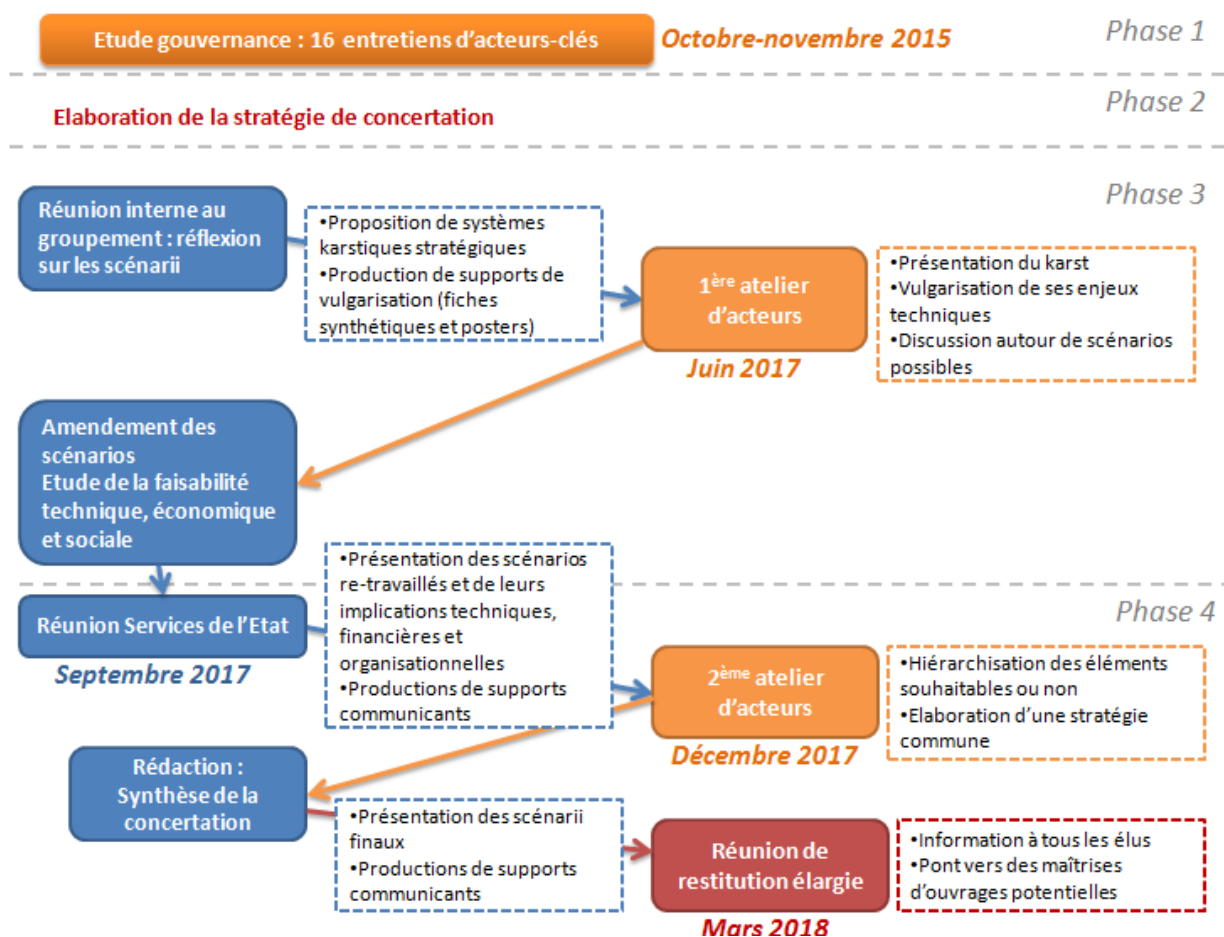 Etude gouvernance : 16 entretiens d'acteurs-clés
Octobre-novembre 2015
Phase 1
Phase 2
Elaboration de la stratégie de concertation
Phase 3
Réunion interne au
groupement : réflexion
sur les scénarii
•Proposition de systèmes
karstiques stratégiques
•Production de supports de
vulgarisation (fiches
synthétiques et posters)
1ère atelier
d'acteurs
Juin 2017
•Présentation du karst
•Vulgarisation de ses enjeux
techniques
•Discussion autour de scénarios
possibles
Amendement des
scénarios
Etude de la faisabilité
technique, économique
et sociale
Phase 4
Réunion Services de l'Etat
Septembre 2017
•Présentation des scénarios
re-travaillés et de leurs
implications techniques,
financières et
organisationnelles
•Productions de supports
communicants
2ème atelier
d'acteurs
Décembre 2017
•Hiérarchisation des éléments
souhaitables ou non
•Elaboration d'une stratégie
commune
Rédaction :
Synthèse de la
concertation
•Présentation des scénarii
finaux
•Productions de supports
communicants
Réunion de
restitution élargie
Mars 2018
•Information à tous les élus
•Pont vers des maîtrises
d'ouvrages potentielles